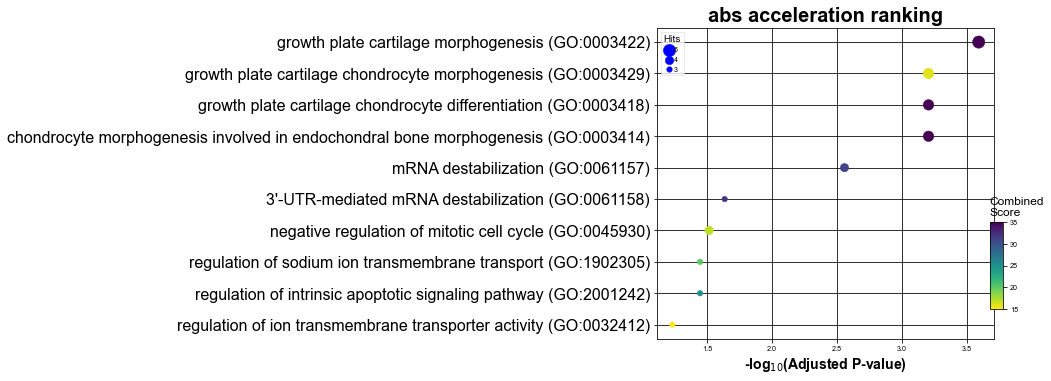 abs acceleration ranking
growth plate cartilage morphogenesis (GO:0003422)
growth plate cartilage chondrocyte morphogenesis (GO:0003429)
growth plate cartilage chondrocyte differentiation (GO:0003418)
chondrocyte morphogenesis involved in endochondral bone morphogenesis (GO:0003414)
mRNA destabilization (GO:0061157)
3'-UTR-mediated mRNA destabilization (GO:0061158)
negative regulation of mitotic cell cycle (GO:0045930)
regulation of sodium ion transmembrane transport (GO:1902305)
regulation of intrinsic apoptotic signaling pathway (GO:2001242)
regulation of ion transmembrane transporter activity (GO:0032412)
Hits
4
3
Combined
Score
35
30
25
20
15
1.5 2.0 2.5 3.0 3.5
-log10(Adjusted P-value)